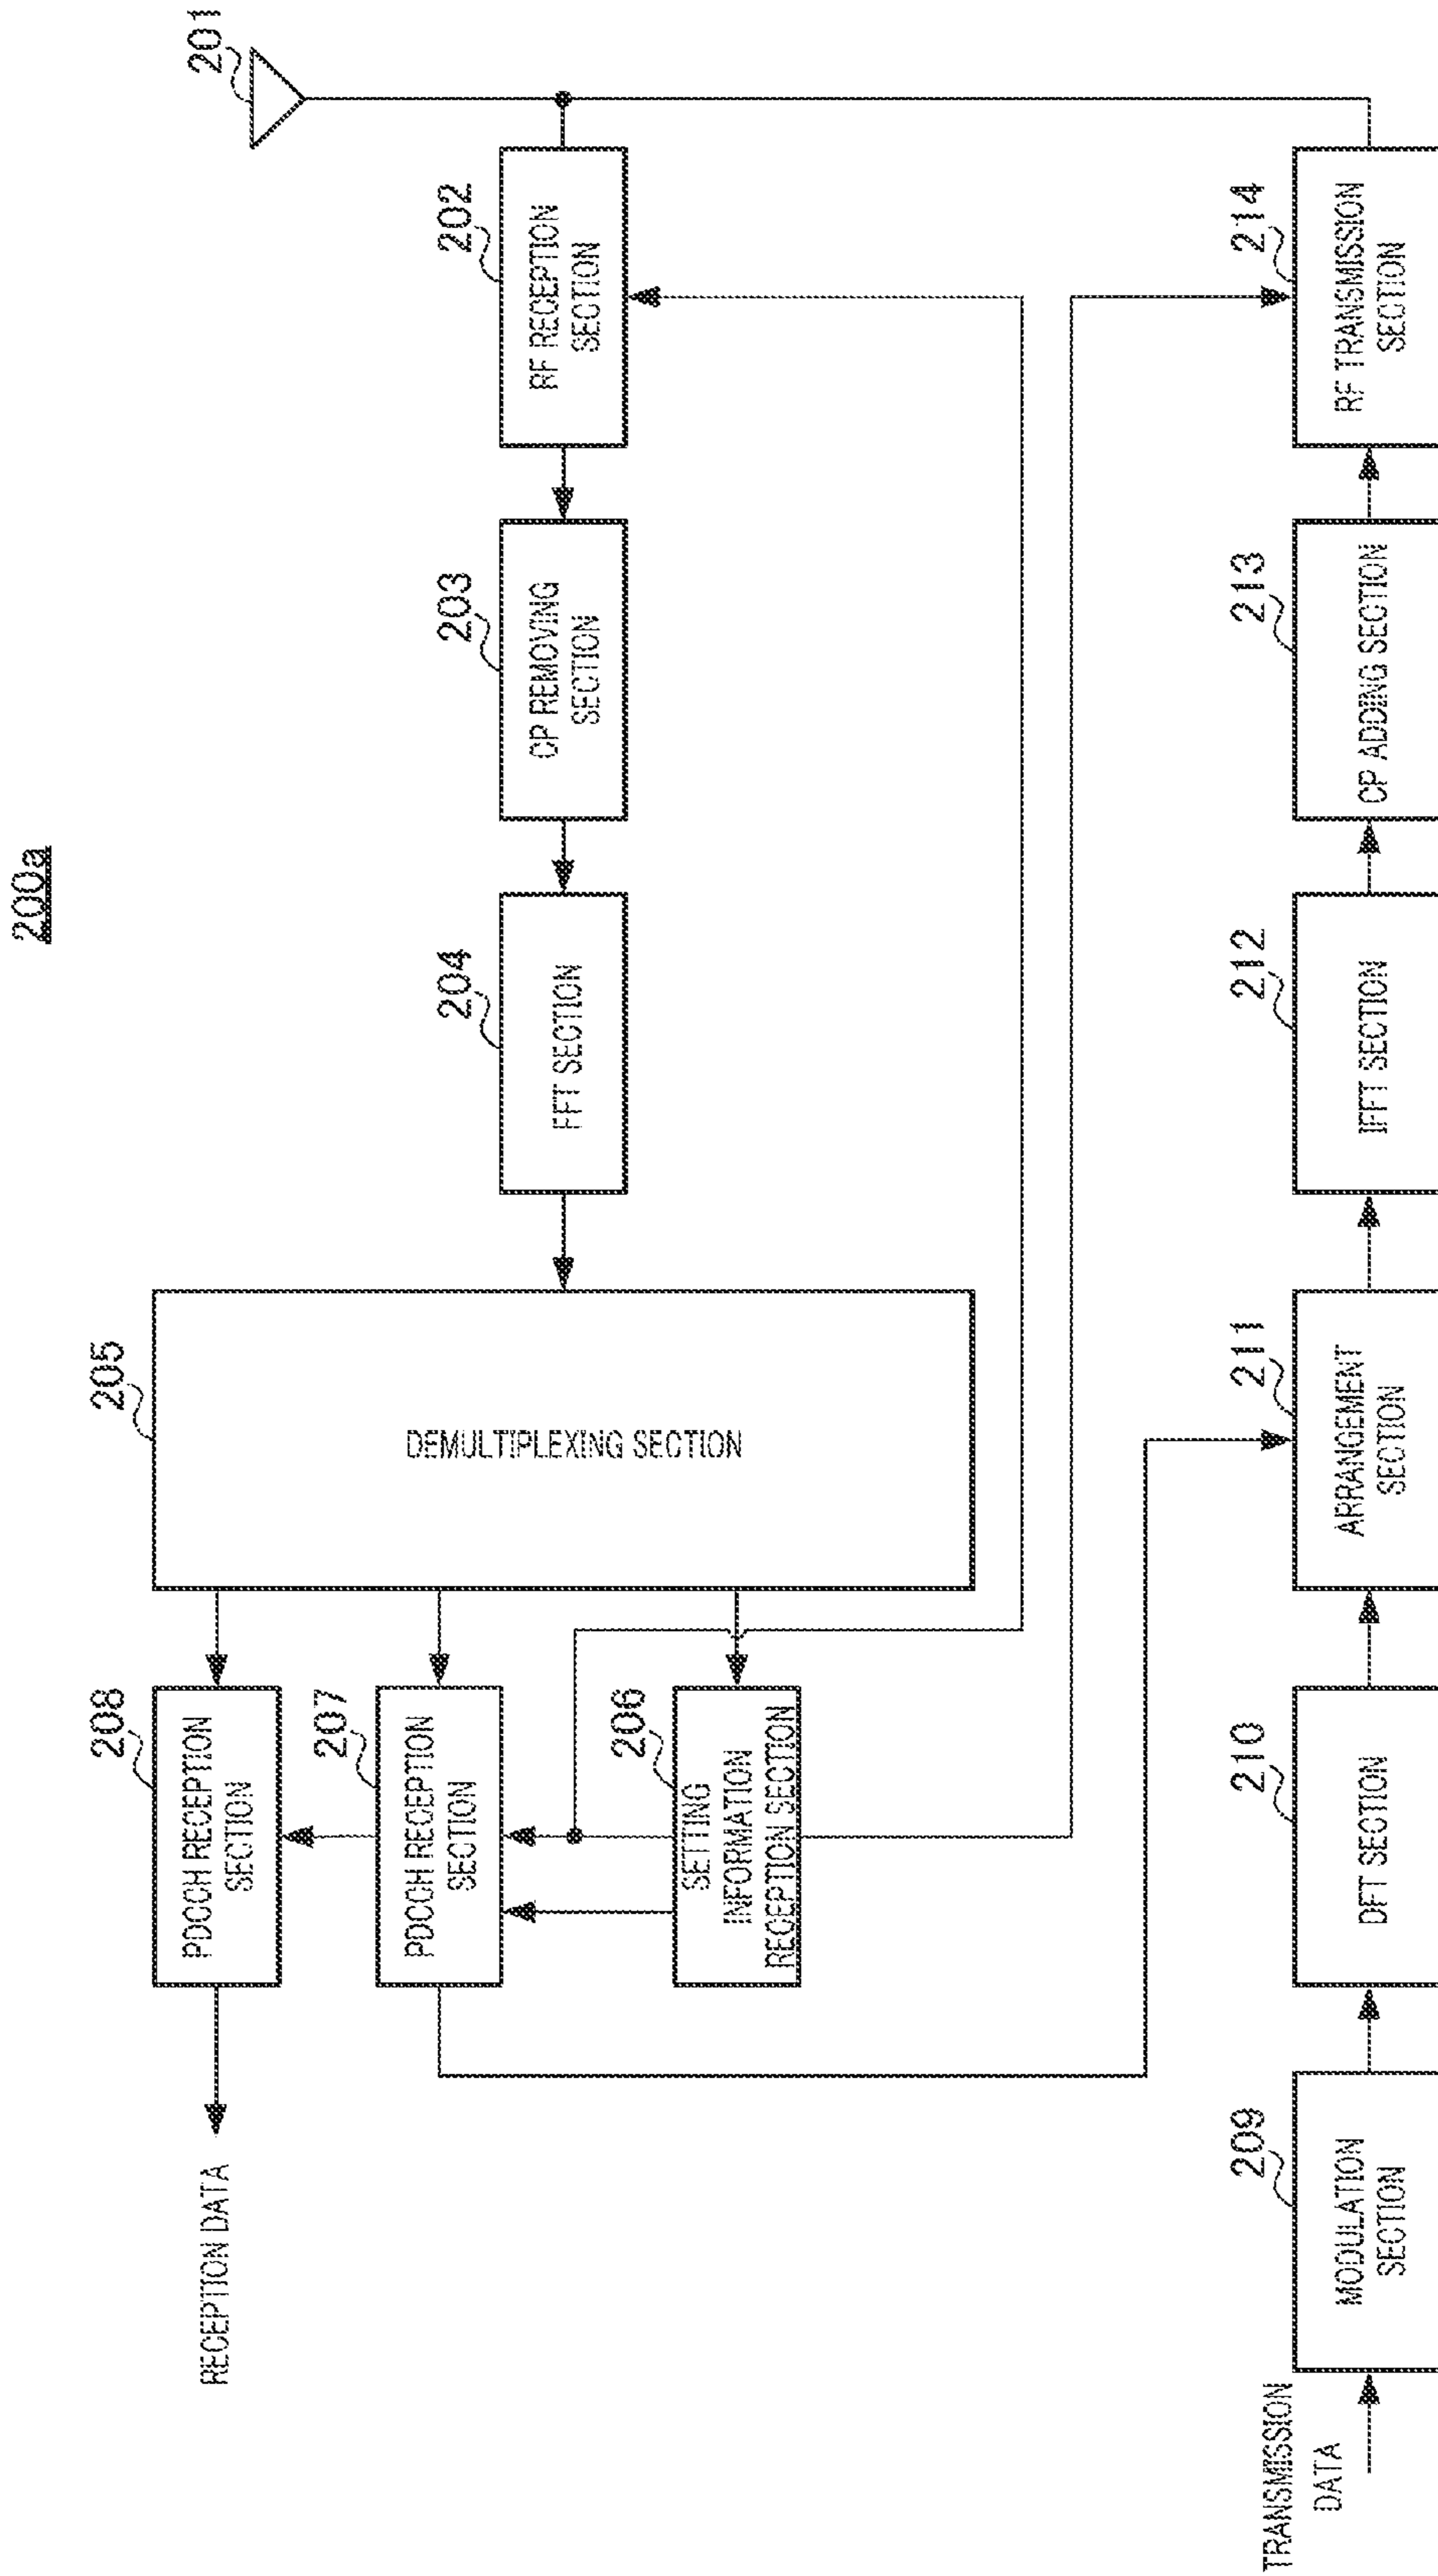 200a
208
PDCCH RECEPTION
SECTION
RECEPTION DATA
207
PDCCH RECEPTION
SECTION
206
SETTING
INFORMATION
RECEPTION SECTION
205
DEMULTIPLEXING SECTION
204
FFT SECTION
203
CP REMOVING
SECTION
202
RF RECEPTION
SECTION
201
TRANSMISSION
DATA
209
MODULATION
SECTION
210
DFT SECTION
211
ARRANGEMENT
SECTION
212
IFFT SECTION
213
CP ADDING SECTION
214
RF TRANSMISSION
SECTION